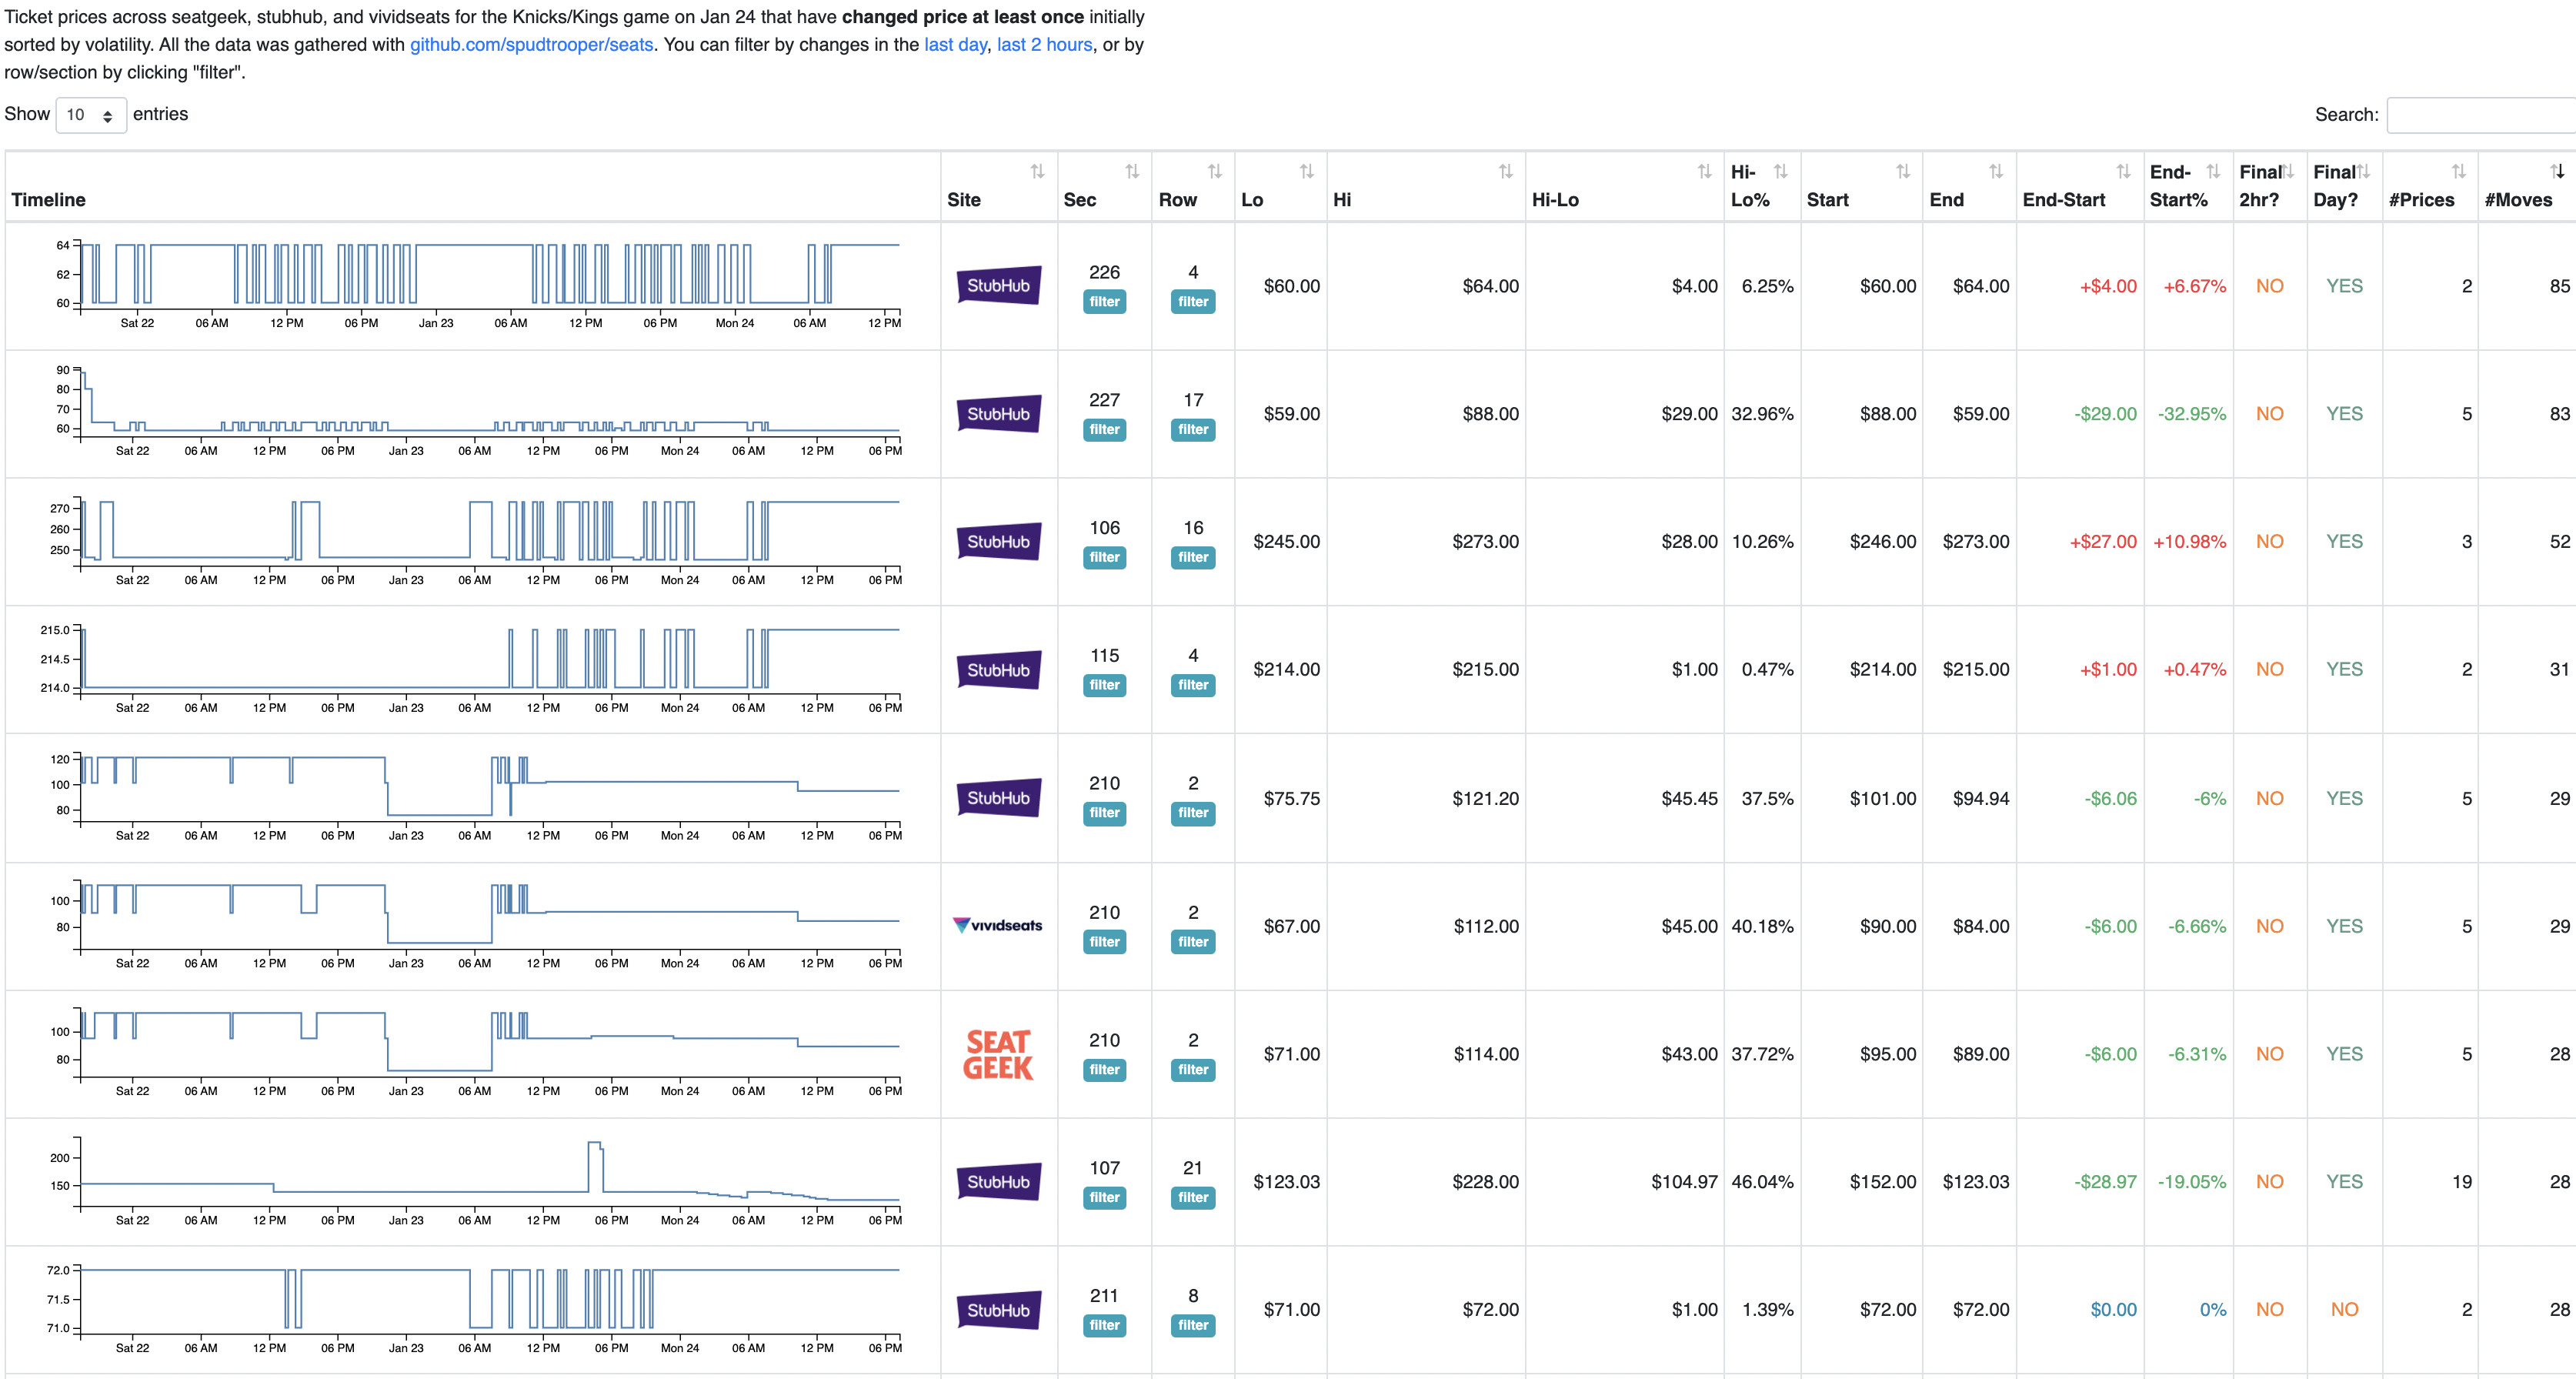 Ticket prices across seatgeek, stubhub, and vividseats for the Knicks/Kings game on Jan 24 that have changed price at least once initially
sorted by volatility. All the data was gathered with github.com/spudtrooper/seats. You can filter by changes in the last day, last 2 hours, or by
row/section by clicking "filter".
Show 10 entries
Search:
Timeline Site Sec Row Lo Hi Hi-Lo Hi-Lo% Start End End-Start End-Start% Final 2hr? Final Day? #Prices #Moves
64
62
60
Sat 22 06 AM 12 PM 06 PM Jan 23 06 AM 12 PM 06 PM Mon 24 06 AM 12 PM
StubHub 226 filter 4 filter $60.00 $64.00 $4.00 6.25% $60.00 $64.00 +$4.00 +6.67% NO YES 2 85
90
80
70
60
Sat 22 06 AM 12 PM 06 PM Jan 23 06 AM 12 PM 06 PM Mon 24 06 AM 12 PM 06 PM
StubHub 227 filter 17 filter $59.00 $88.00 $29.00 32.96% $88.00 $59.00 -$29.00 -32.95% NO YES 5 83
270
260
250
Sat 22 06 AM 12 PM 06 PM Jan 23 06 AM 12 PM 06 PM Mon 24 06 AM 12 PM 06 PM
StubHub 106 filter 16 filter $245.00 $273.00 $28.00 10.26% $246.00 $273.00 +$27.00 +10.98% NO YES 3 52
215.0
214.5
214.0
Sat 22 06 AM 12 PM 06 PM Jan 23 06 AM 12 PM 06 PM Mon 24 06 AM 12 PM 06 PM
StubHub 115 filter 4 filter $214.00 $215.00 $1.00 0.47% $214.00 $215.00 +$1.00 +0.47% NO YES 2 31
120
100
80
Sat 22 06 AM 12 PM 06 PM Jan 23 06 AM 12 PM 06 PM Mon 24 06 AM 12 PM 06 PM
StubHub 210 filter 2 filter $75.75 $121.20 $45.45 37.5% $101.00 $94.94 -$6.06 -6% NO YES 5 29
100
80
Sat 22 06 AM 12 PM 06 PM Jan 23 06 AM 12 PM 06 PM Mon 24 06 AM 12 PM 06 PM
vividseats 210 filter 2 filter $67.00 $112.00 $45.00 40.18% $90.00 $84.00 -$6.00 -6.66% NO YES 5 29
100
80
Sat 22 06 AM 12 PM 06 PM Jan 23 06 AM 12 PM 06 PM Mon 24 06 AM 12 PM 06 PM
SEAT GEEK 210 filter 2 filter $71.00 $114.00 $43.00 37.72% $95.00 $89.00 -$6.00 -6.31% NO YES 5 28
200
150
Sat 22 06 AM 12 PM 06 PM Jan 23 06 AM 12 PM 06 PM Mon 24 06 AM 12 PM 06 PM
StubHub 107 filter 21 filter $123.03 $228.00 $104.97 46.04% $152.00 $123.03 -$28.97 -19.05% NO YES 19 28
72.0
71.5
71.0
Sat 22 06 AM 12 PM 06 PM Jan 23 06 AM 12 PM 06 PM Mon 24 06 AM 12 PM 06 PM
StubHub 211 filter 8 filter $71.00 $72.00 $1.00 1.39% $72.00 $72.00 $0.00 0% NO NO 2 28